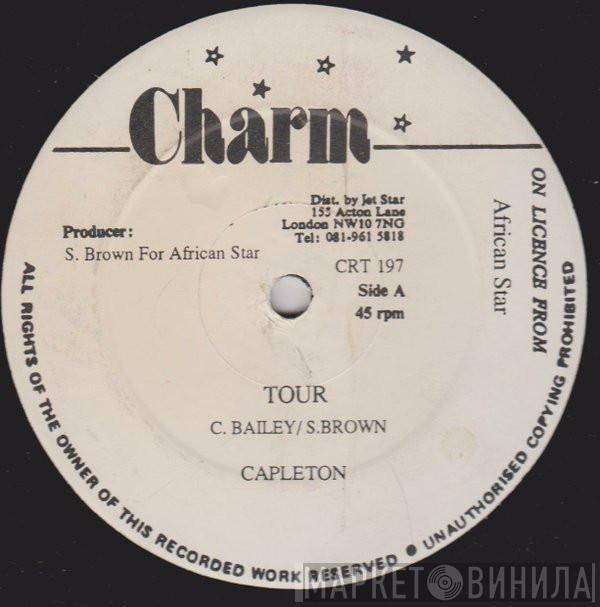 Charm
Dist. by Jet Star
155 Acton Lane
London NW10 7NG
Tel: 081-961 5818
Producer:
S. Brown For African Star
CRT 197
Side A
45 rpm
ON LICENCE FROM
African Star
TOUR
C. BAILEY/ S.BROWN
CAPLETON
ALL RIGHTS OF THE OWNER OF THIS RECORDED WORK RESERVED ● UNAUTHORISED COPYING PROHIBITED
МАРКЕТ ВИНИЛА